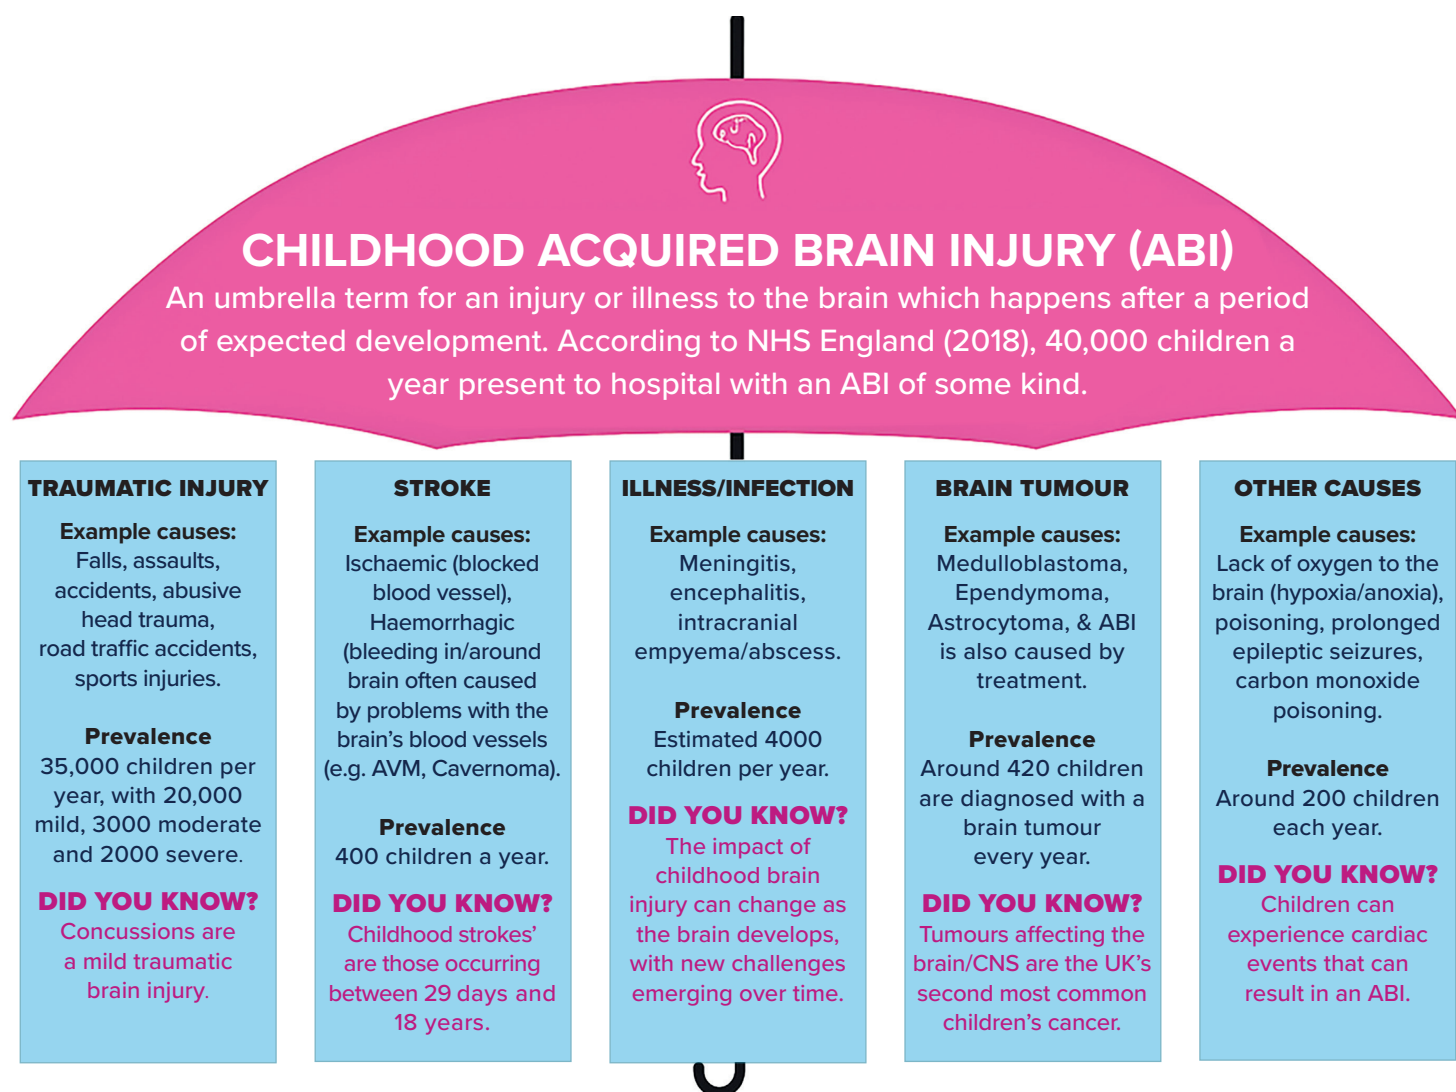 CHILDHOOD ACQUIRED BRAIN INJURY (ABI)
An umbrella term for an injury or illness to the brain which happens after a period
of expected development. According to NHS England (2018), 40,000 children a
year present to hospital with an ABI of some kind.
TRAUMATIC INJURY
Example causes:
Falls, assaults,
accidents, abusive
head trauma,
road traffic accidents,
sports injuries.
Prevalence
35,000 children per
year, with 20,000
mild, 3000 moderate
and 2000 severe.
DID YOU KNOW?
Concussions are
a mild traumatic
brain injury.
STROKE
Example causes:
Ischaemic (blocked
blood vessel),
Haemorrhagic
(bleeding in/around
brain often caused
by problems with the
brain's blood vessels
(e.g. AVM, Cavernoma).
Prevalence
400 children a year.
DID YOU KNOW?
Childhood strokes'
are those occurring
between 29 days and
18 years.
ILLNESS/INFECTION
Example causes:
Meningitis,
encephalitis,
intracranial
empyema/abscess.
Prevalence
Estimated 4000
children per year.
DID YOU KNOW?
The impact of
childhood brain
injury can change as
the brain develops,
with new challenges
emerging over time.
BRAIN TUMOUR
Example causes:
Medulloblastoma,
Ependymoma,
Astrocytoma, & ABI
is also caused by
treatment.
Prevalence
Around 420 children
are diagnosed with a
brain tumour
every year.
DID YOU KNOW?
Tumours affecting the
brain/CNS are the UK's
second most common
children's cancer.
OTHER CAUSES
Example causes:
Lack of oxygen to the
brain (hypoxia/anoxia),
poisoning, prolonged
epileptic seizures,
carbon monoxide
poisoning.
Prevalence
Around 200 children
each year.
DID YOU KNOW?
Children can
experience cardiac
events that can
result in an ABI.